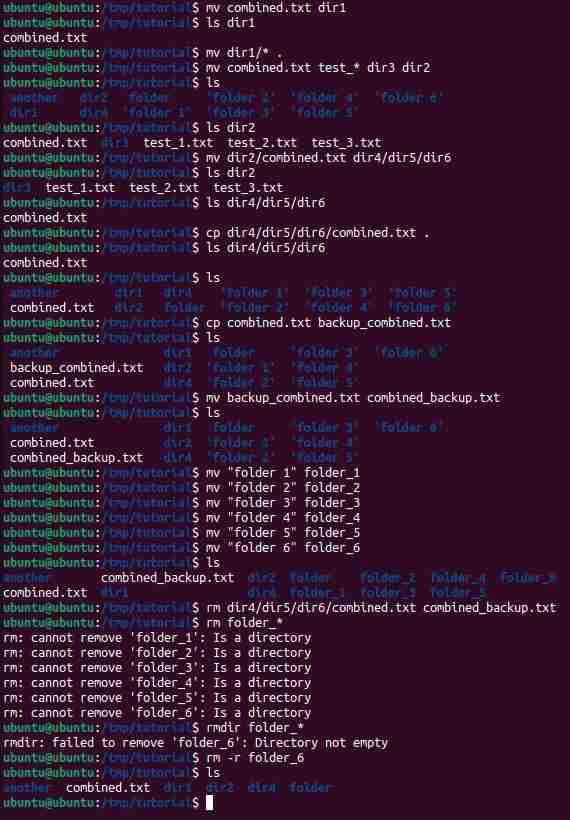 ubuntu@ubuntu:/tmp/tutorial$ mv combined.txt dir1
ubuntu@ubuntu:/tmp/tutorial$ ls dir1
combined.txt
ubuntu@ubuntu:/tmp/tutorial$ mv dir1/* .
ubuntu@ubuntu:/tmp/tutorial$ mv combined.txt test_* dir3 dir2
ubuntu@ubuntu:/tmp/tutorial$ ls
another dir2 folder 'folder 2' 'folder 4' 'folder 6'
dir1 dir4 'folder 1' 'folder 3' 'folder 5'
ubuntu@ubuntu:/tmp/tutorial$ ls dir2
combined.txt dir3 test_1.txt test_2.txt test_3.txt
ubuntu@ubuntu:/tmp/tutorial$ mv dir2/combined.txt dir4/dir5/dir6
ubuntu@ubuntu:/tmp/tutorial$ ls dir2
dir3 test_1.txt test_2.txt test_3.txt
ubuntu@ubuntu:/tmp/tutorial$ ls dir4/dir5/dir6
combined.txt
ubuntu@ubuntu:/tmp/tutorial$ cp dir4/dir5/dir6/combined.txt .
ubuntu@ubuntu:/tmp/tutorial$ ls dir4/dir5/dir6
combined.txt
ubuntu@ubuntu:/tmp/tutorial$ ls
another dir1 dir4 'folder 1' 'folder 3' 'folder 5'
combined.txt dir2 folder 'folder 2' 'folder 4' 'folder 6'
ubuntu@ubuntu:/tmp/tutorial$ cp combined.txt backup_combined.txt
ubuntu@ubuntu:/tmp/tutorial$ ls
another dir1 folder 'folder 3' 'folder 6'
backup_combined.txt dir2 'folder 1' 'folder 4'
combined.txt dir4 'folder 2' 'folder 5'
ubuntu@ubuntu:/tmp/tutorial$ mv backup_combined.txt combined_backup.txt
ubuntu@ubuntu:/tmp/tutorial$ ls
another dir1 folder 'folder 3' 'folder 6'
combined.txt dir2 'folder 1' 'folder 4'
combined_backup.txt dir4 'folder 2' 'folder 5'
ubuntu@ubuntu:/tmp/tutorial$ mv "folder 1" folder_1
ubuntu@ubuntu:/tmp/tutorial$ mv "folder 2" folder_2
ubuntu@ubuntu:/tmp/tutorial$ mv "folder 3" folder_3
ubuntu@ubuntu:/tmp/tutorial$ mv "folder 4" folder_4
ubuntu@ubuntu:/tmp/tutorial$ mv "folder 5" folder_5
ubuntu@ubuntu:/tmp/tutorial$ mv "folder 6" folder_6
ubuntu@ubuntu:/tmp/tutorial$ ls
another combined_backup.txt dir2 folder folder_2 folder_4 folder_6
combined.txt dir1 dir4 folder_1 folder_3 folder_5
ubuntu@ubuntu:/tmp/tutorial$ rm dir4/dir5/dir6/combined.txt combined_backup.txt
ubuntu@ubuntu:/tmp/tutorial$ rm folder_*
rm: cannot remove 'folder_1': Is a directory
rm: cannot remove 'folder_2': Is a directory
rm: cannot remove 'folder_3': Is a directory
rm: cannot remove 'folder_4': Is a directory
rm: cannot remove 'folder_5': Is a directory
rm: cannot remove 'folder_6': Is a directory
ubuntu@ubuntu:/tmp/tutorial$ rmdir folder_*
rmdir: failed to remove 'folder_6': Directory not empty
ubuntu@ubuntu:/tmp/tutorial$ rm -r folder_6
ubuntu@ubuntu:/tmp/tutorial$ ls
another combined.txt dir1 dir2 dir4 folder
ubuntu@ubuntu:/tmp/tutorial$